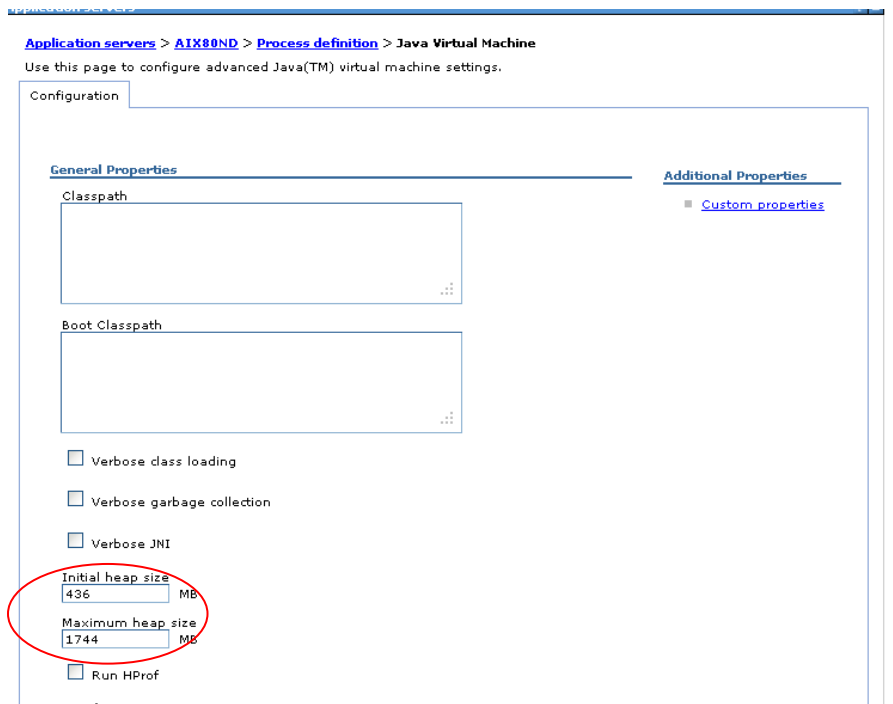 Application servers > AIX80ND > Process definition > Java Virtual Machine
Use this page to configure advanced Java(TM) virtual machine settings.
Configuration
General Properties
Additional Properties
Classpath
Custom properties
Boot Classpath
Verbose class loading
Verbose garbage collection
Verbose JNI
Initial heap size
436 MB
Maximum heap size
1744 MB
Run HProf